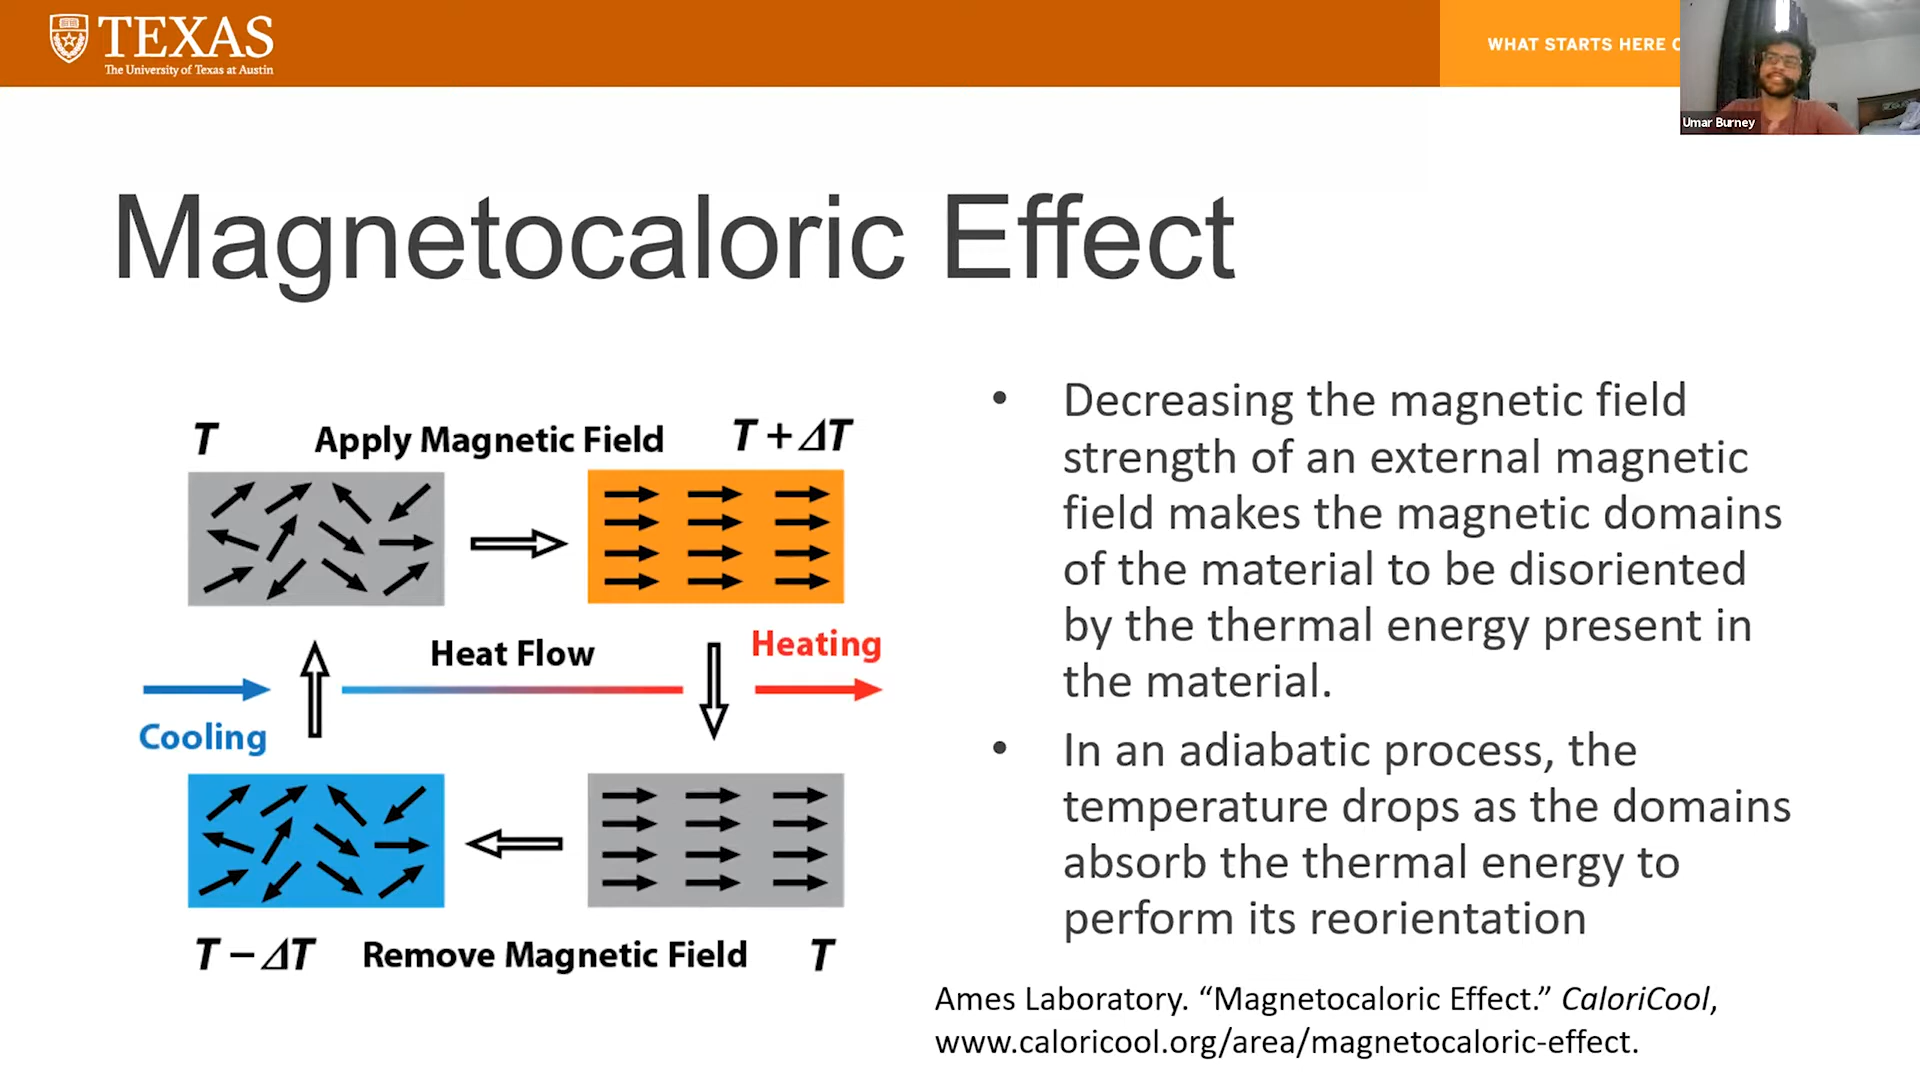 TEXAS
The University of Texas at Austin
WHAT STARTS HERE
Umar Burney
Magnetocaloric Effect
T
Apply Magnetic Field
T + ΔT
Heat Flow
Heating
Cooling
T − ΔT
Remove Magnetic Field
T
• Decreasing the magnetic field
strength of an external magnetic
field makes the magnetic domains
of the material to be disoriented
by the thermal energy present in
the material.
• In an adiabatic process, the
temperature drops as the domains
absorb the thermal energy to
perform its reorientation
Ames Laboratory. “Magnetocaloric Effect.” CaloriCool,
www.caloricool.org/area/magnetocaloric-effect.